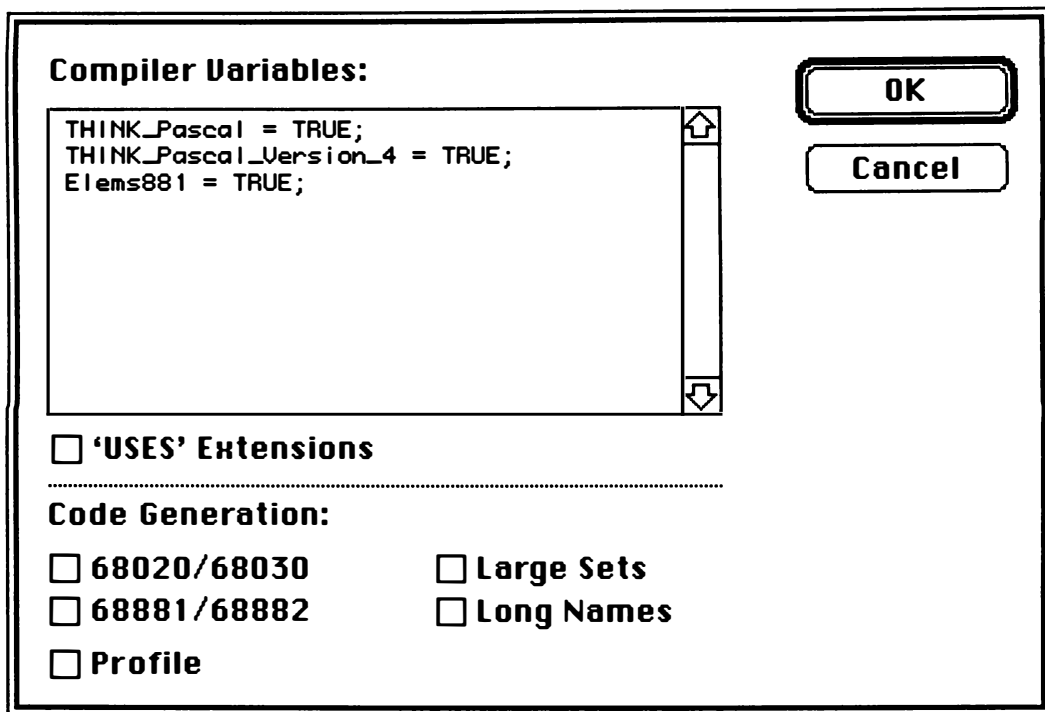 Compiler Variables:
OK
THINK_Pascal = TRUE;
THINK_Pascal_Version_4 = TRUE;
Elems881 = TRUE;
Cancel
‘USES’ Extensions
Code Generation:
68020/68030
Large Sets
68881/68882
Long Names
Profile